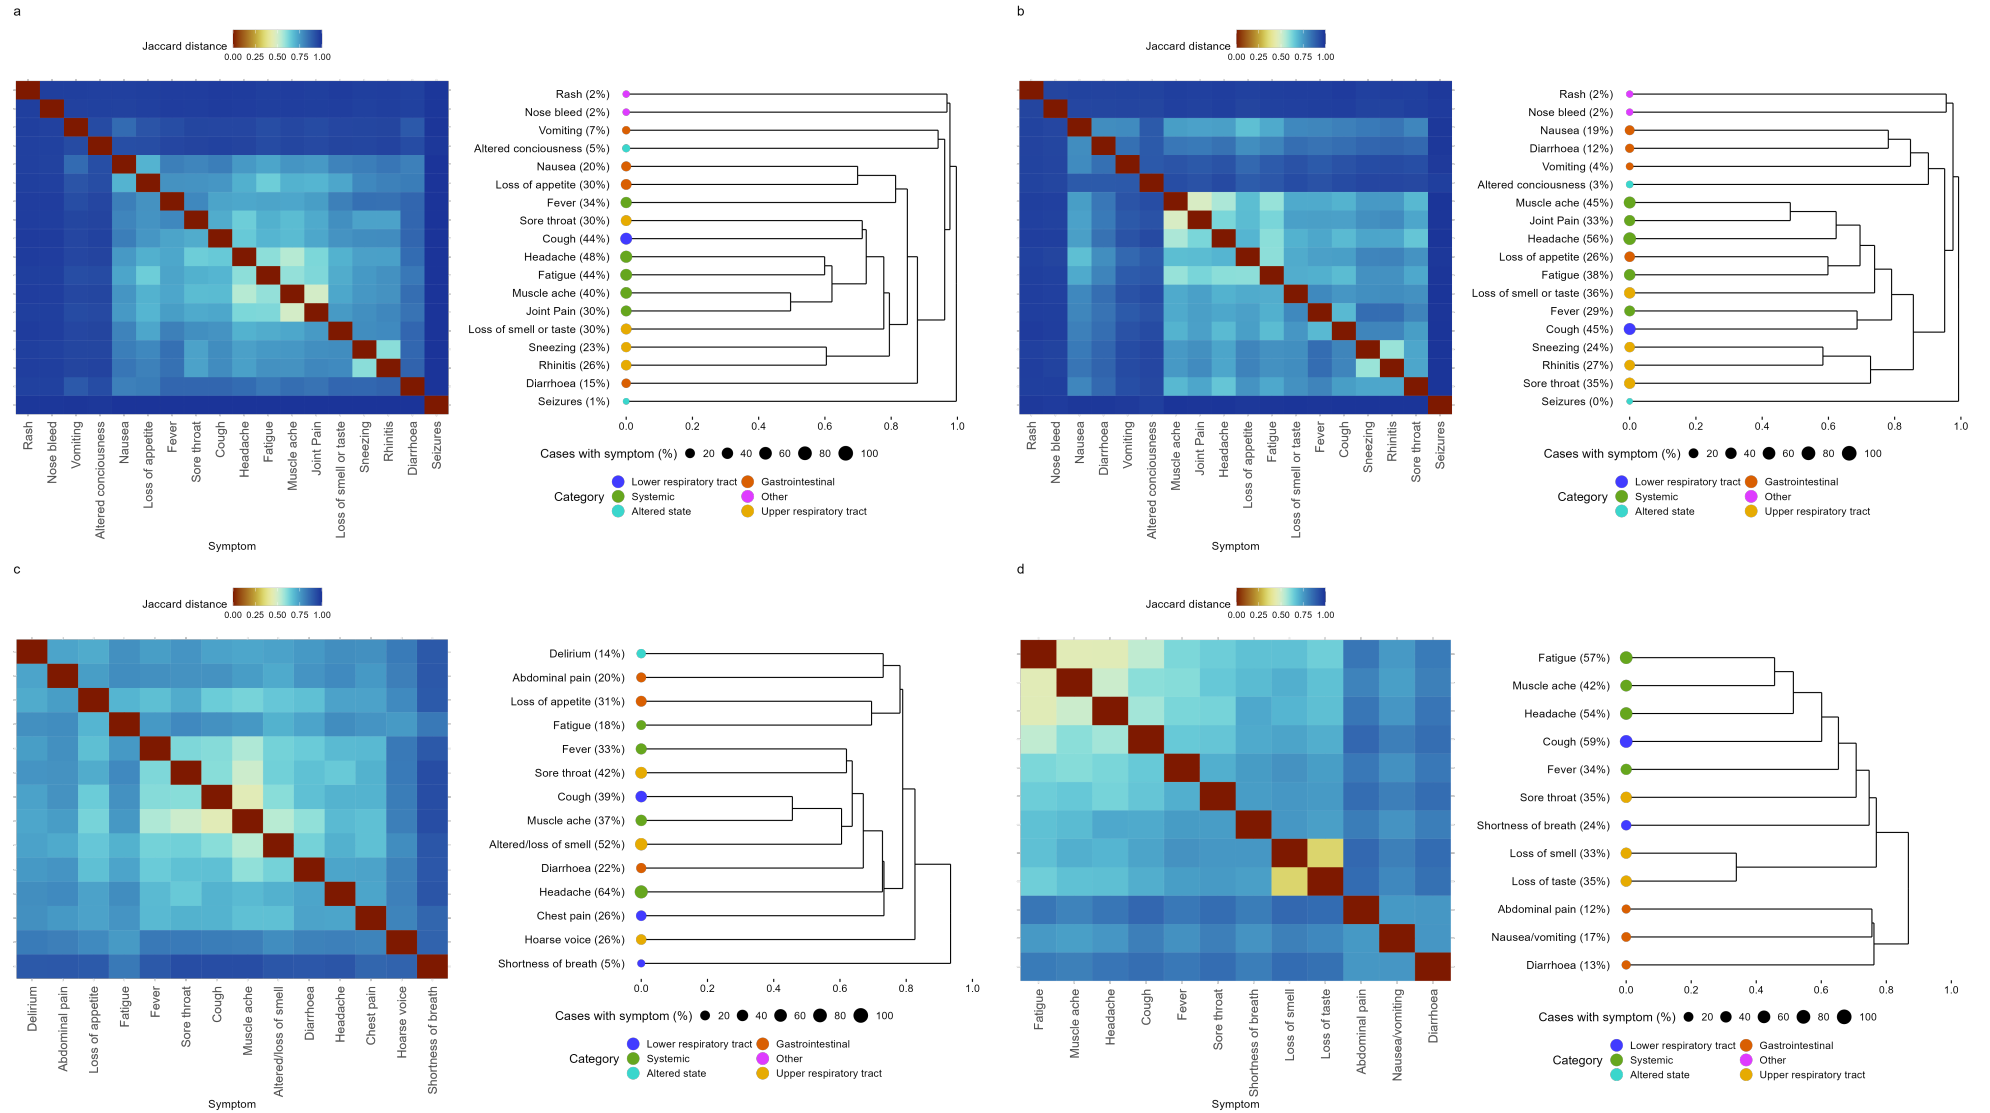 a
Jaccard distance
0.00 0.25 0.50 0.75 1.00
Rash (2%)
Nose bleed (2%)
Vomiting (7%)
Altered conciousness (5%)
Nausea (20%)
Loss of appetite (30%)
Fever (34%)
Sore throat (30%)
Cough (44%)
Headache (48%)
Fatigue (44%)
Muscle ache (40%)
Joint Pain (30%)
Loss of smell or taste (30%)
Sneezing (23%)
Rhinitis (26%)
Diarrhoea (15%)
Seizures (1%)
0.0 0.2 0.4 0.6 0.8 1.0
Rash
Nose bleed
Vomiting
Altered conciousness
Nausea
Loss of appetite
Fever
Sore throat
Cough
Headache
Fatigue
Muscle ache
Joint Pain
Loss of smell or taste
Sneezing
Rhinitis
Diarrhoea
Seizures
Symptom
Cases with symptom (%) 20 40 60 80 100
Category
Lower respiratory tract
Systemic
Altered state
Gastrointestinal
Other
Upper respiratory tract
b
Jaccard distance
0.00 0.25 0.50 0.75 1.00
Rash (2%)
Nose bleed (2%)
Nausea (19%)
Diarrhoea (12%)
Vomiting (4%)
Altered conciousness (3%)
Muscle ache (45%)
Joint Pain (33%)
Headache (56%)
Loss of appetite (26%)
Fatigue (38%)
Loss of smell or taste (36%)
Fever (29%)
Cough (45%)
Sneezing (24%)
Rhinitis (27%)
Sore throat (35%)
Seizures (0%)
0.0 0.2 0.4 0.6 0.8 1.0
Rash
Nose bleed
Nausea
Diarrhoea
Vomiting
Altered conciousness
Muscle ache
Joint Pain
Headache
Loss of appetite
Fatigue
Loss of smell or taste
Fever
Cough
Sneezing
Rhinitis
Sore throat
Seizures
Symptom
Cases with symptom (%) 20 40 60 80 100
Category
Lower respiratory tract
Systemic
Altered state
Gastrointestinal
Other
Upper respiratory tract
c
Jaccard distance
0.00 0.25 0.50 0.75 1.00
Delirium (14%)
Abdominal pain (20%)
Loss of appetite (31%)
Fatigue (18%)
Fever (33%)
Sore throat (42%)
Cough (39%)
Muscle ache (37%)
Altered/loss of smell (52%)
Diarrhoea (22%)
Headache (64%)
Chest pain (26%)
Hoarse voice (26%)
Shortness of breath (5%)
0.0 0.2 0.4 0.6 0.8 1.0
Delirium
Abdominal pain
Loss of appetite
Fatigue
Fever
Sore throat
Cough
Muscle ache
Altered/loss of smell
Diarrhoea
Headache
Chest pain
Hoarse voice
Shortness of breath
Symptom
Cases with symptom (%) 20 40 60 80 100
Category
Lower respiratory tract
Systemic
Altered state
Gastrointestinal
Other
Upper respiratory tract
d
Jaccard distance
0.00 0.25 0.50 0.75 1.00
Fatigue (57%)
Muscle ache (42%)
Headache (54%)
Cough (59%)
Fever (34%)
Sore throat (35%)
Shortness of breath (24%)
Loss of smell (33%)
Loss of taste (35%)
Abdominal pain (12%)
Nausea/vomiting (17%)
Diarrhoea (13%)
0.0 0.2 0.4 0.6 0.8 1.0
Fatigue
Muscle ache
Headache
Cough
Fever
Sore throat
Shortness of breath
Loss of smell
Loss of taste
Abdominal pain
Nausea/vomiting
Diarrhoea
Symptom
Cases with symptom (%) 20 40 60 80 100
Category
Lower respiratory tract
Systemic
Altered state
Gastrointestinal
Other
Upper respiratory tract